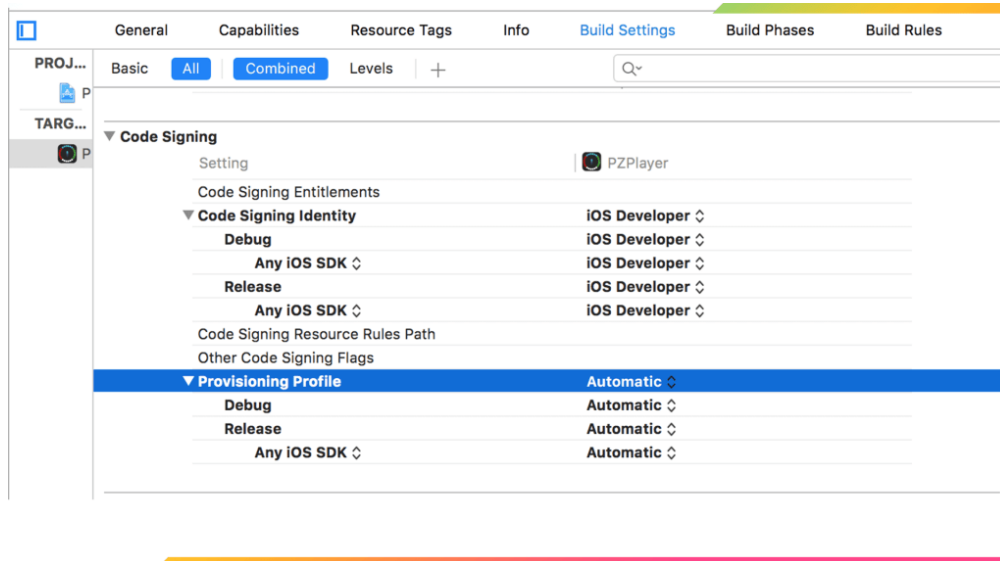 General Capabilities Resource Tags Info Build Settings Build Phases Build Rules
PROJ... Basic All Combined Levels
P
TARG...
Code Signing
P
Setting PZPlayer
Code Signing Entitlements
Code Signing Identity iOS Developer
Debug iOS Developer
Any iOS SDK iOS Developer
Release iOS Developer
Any iOS SDK iOS Developer
Code Signing Resource Rules Path
Other Code Signing Flags
Provisioning Profile Automatic
Debug Automatic
Release Automatic
Any iOS SDK Automatic